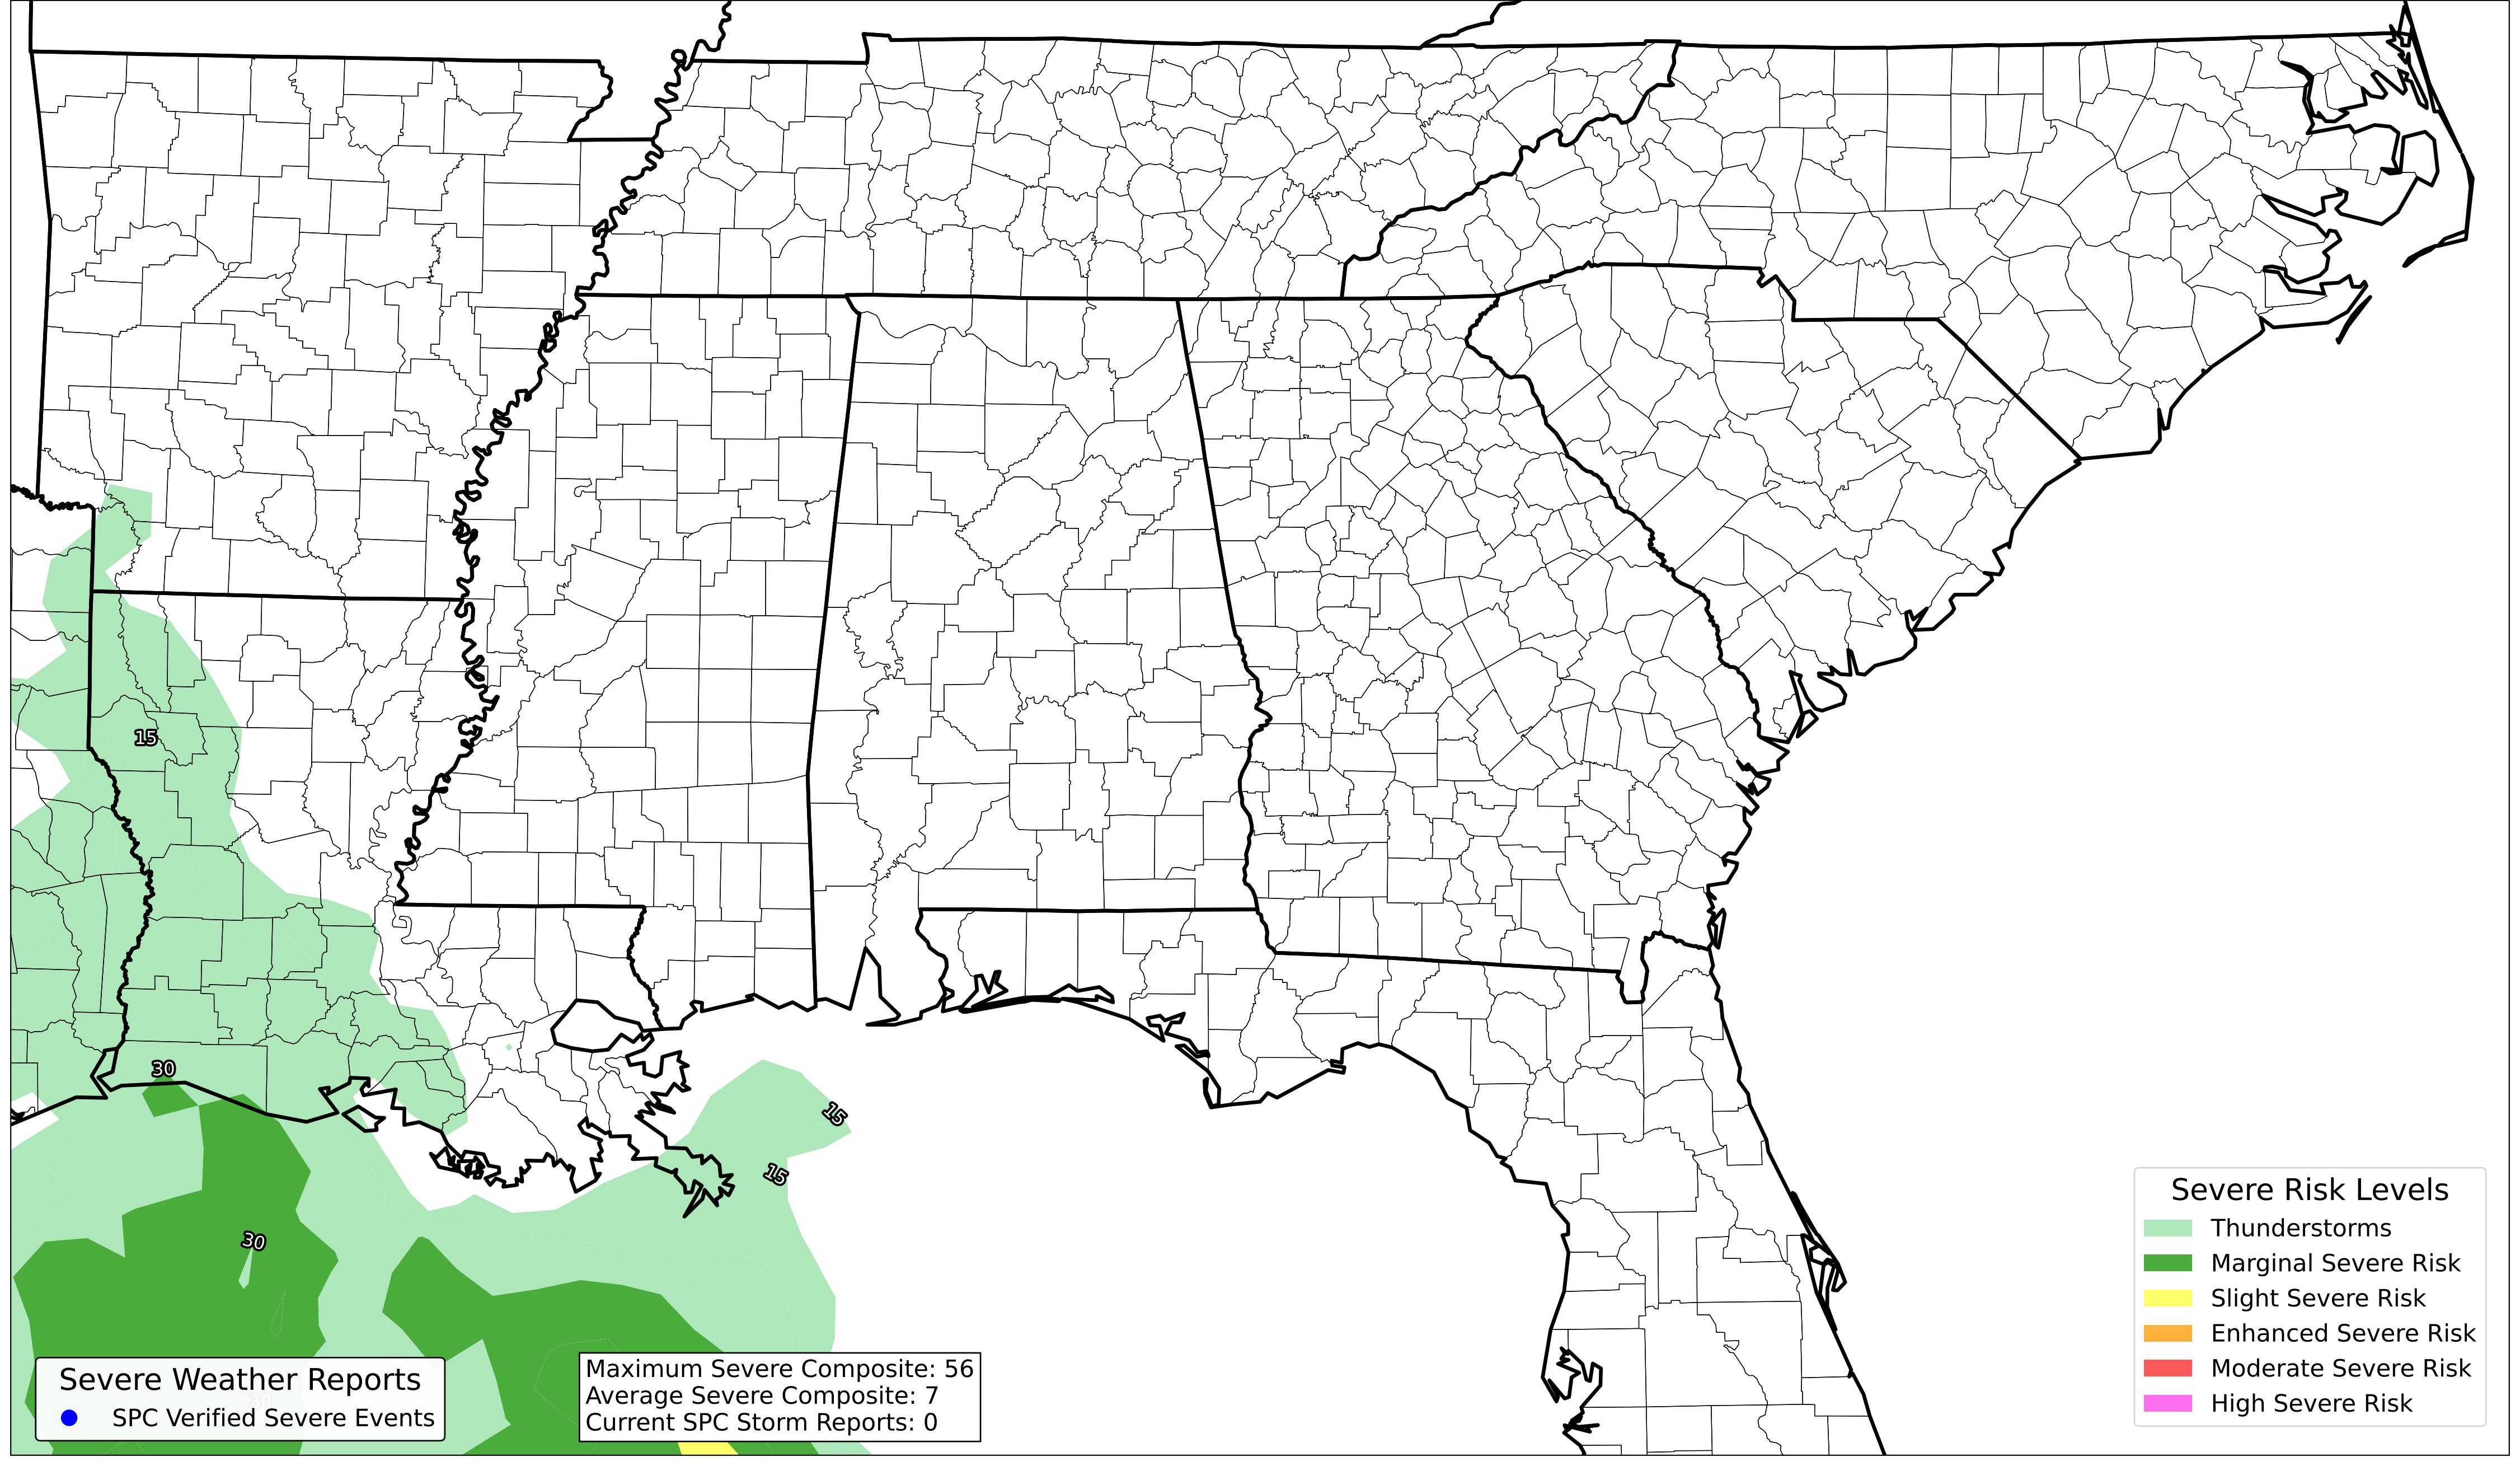 15
30
15
15
30
Severe Weather Reports
SPC Verified Severe Events
Maximum Severe Composite: 56
Average Severe Composite: 7
Current SPC Storm Reports: 0
Severe Risk Levels
Thunderstorms
Marginal Severe Risk
Slight Severe Risk
Enhanced Severe Risk
Moderate Severe Risk
High Severe Risk